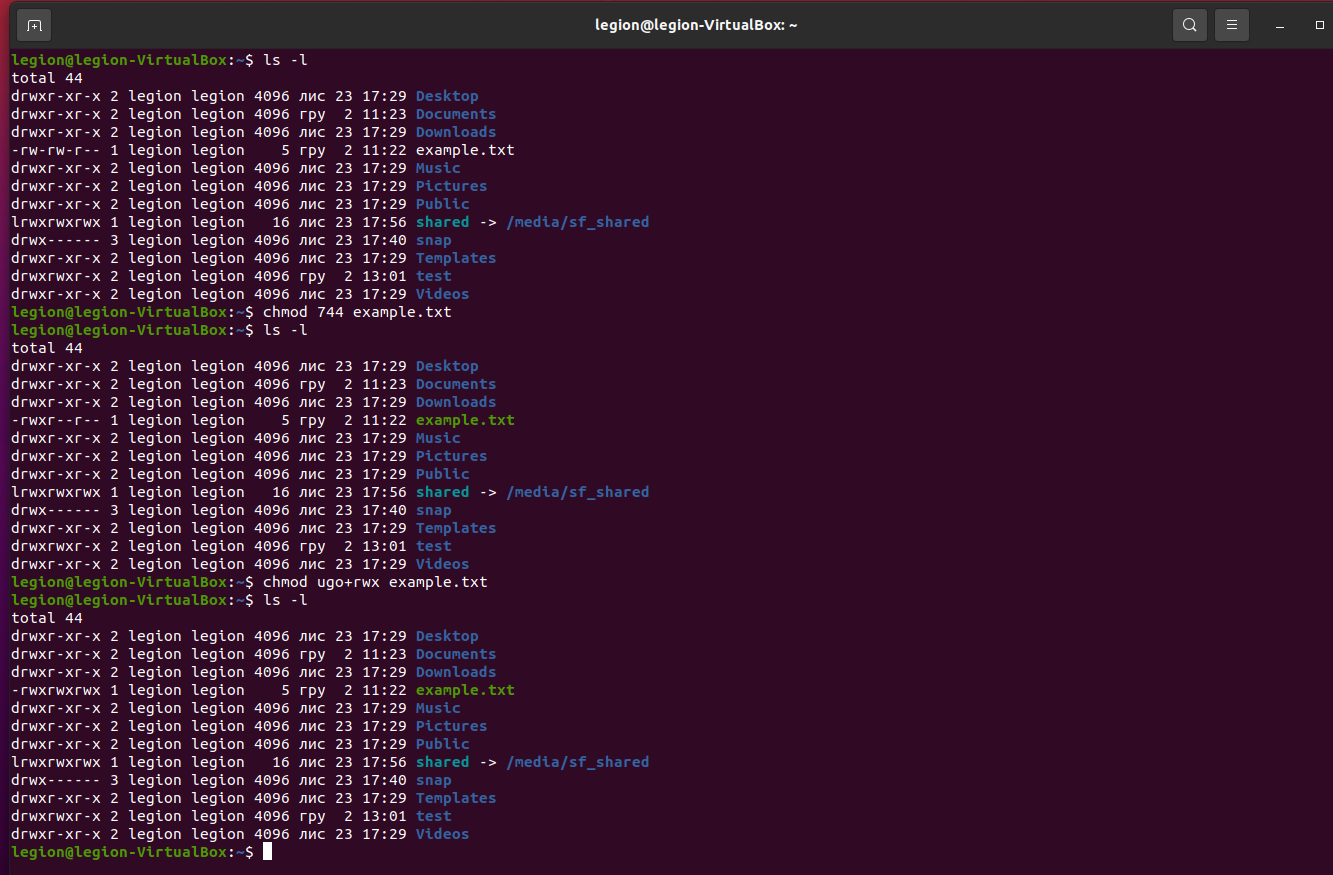 legion@legion-VirtualBox: ~
legion@legion-VirtualBox:~$ ls -l
total 44
drwxr-xr-x 2 legion legion 4096 лис 23 17:29 Desktop
drwxr-xr-x 2 legion legion 4096 гру  2 11:23 Documents
drwxr-xr-x 2 legion legion 4096 лис 23 17:29 Downloads
-rw-rw-r-- 1 legion legion    5 гру  2 11:22 example.txt
drwxr-xr-x 2 legion legion 4096 лис 23 17:29 Music
drwxr-xr-x 2 legion legion 4096 лис 23 17:29 Pictures
drwxr-xr-x 2 legion legion 4096 лис 23 17:29 Public
lrwxrwxrwx 1 legion legion   16 лис 23 17:56 shared -> /media/sf_shared
drwx------ 3 legion legion 4096 лис 23 17:40 snap
drwxr-xr-x 2 legion legion 4096 лис 23 17:29 Templates
drwxrwxr-x 2 legion legion 4096 гру  2 13:01 test
drwxr-xr-x 2 legion legion 4096 лис 23 17:29 Videos
legion@legion-VirtualBox:~$ chmod 744 example.txt
legion@legion-VirtualBox:~$ ls -l
total 44
drwxr-xr-x 2 legion legion 4096 лис 23 17:29 Desktop
drwxr-xr-x 2 legion legion 4096 гру  2 11:23 Documents
drwxr-xr-x 2 legion legion 4096 лис 23 17:29 Downloads
-rwxr--r-- 1 legion legion    5 гру  2 11:22 example.txt
drwxr-xr-x 2 legion legion 4096 лис 23 17:29 Music
drwxr-xr-x 2 legion legion 4096 лис 23 17:29 Pictures
drwxr-xr-x 2 legion legion 4096 лис 23 17:29 Public
lrwxrwxrwx 1 legion legion   16 лис 23 17:56 shared -> /media/sf_shared
drwx------ 3 legion legion 4096 лис 23 17:40 snap
drwxr-xr-x 2 legion legion 4096 лис 23 17:29 Templates
drwxrwxr-x 2 legion legion 4096 гру  2 13:01 test
drwxr-xr-x 2 legion legion 4096 лис 23 17:29 Videos
legion@legion-VirtualBox:~$ chmod ugo+rwx example.txt
legion@legion-VirtualBox:~$ ls -l
total 44
drwxr-xr-x 2 legion legion 4096 лис 23 17:29 Desktop
drwxr-xr-x 2 legion legion 4096 гру  2 11:23 Documents
drwxr-xr-x 2 legion legion 4096 лис 23 17:29 Downloads
-rwxrwxrwx 1 legion legion    5 гру  2 11:22 example.txt
drwxr-xr-x 2 legion legion 4096 лис 23 17:29 Music
drwxr-xr-x 2 legion legion 4096 лис 23 17:29 Pictures
drwxr-xr-x 2 legion legion 4096 лис 23 17:29 Public
lrwxrwxrwx 1 legion legion   16 лис 23 17:56 shared -> /media/sf_shared
drwx------ 3 legion legion 4096 лис 23 17:40 snap
drwxr-xr-x 2 legion legion 4096 лис 23 17:29 Templates
drwxrwxr-x 2 legion legion 4096 гру  2 13:01 test
drwxr-xr-x 2 legion legion 4096 лис 23 17:29 Videos
legion@legion-VirtualBox:~$